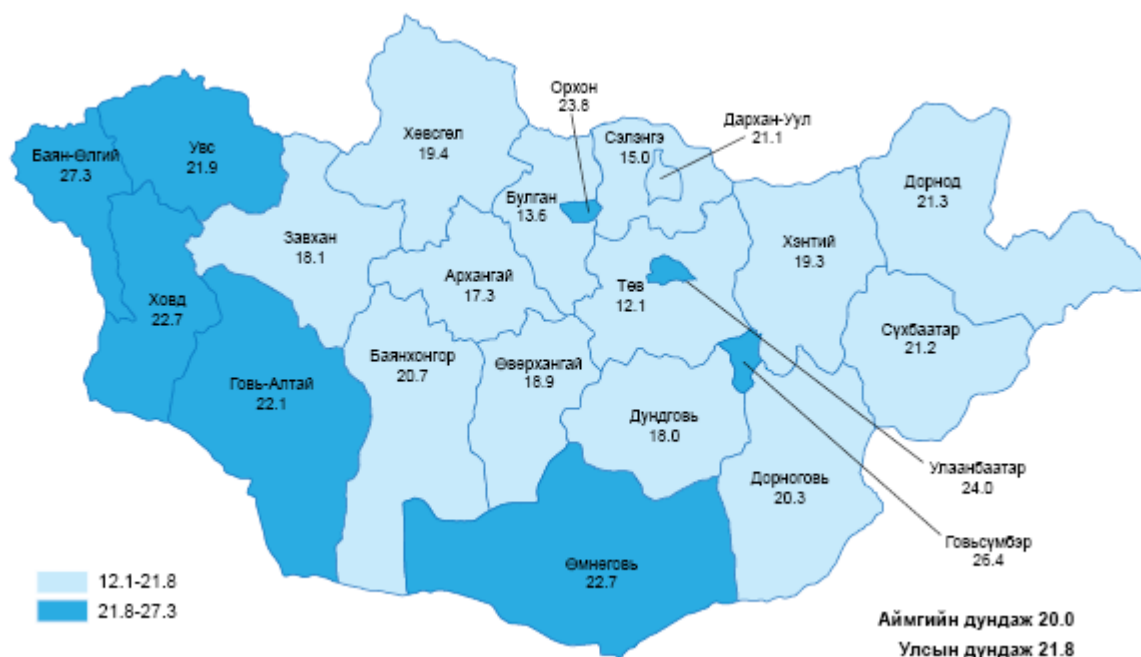 Орхон
23.8
Дархан-Уул
21.1
Хөвсгөл
19.4
Сэлэнгэ
15.0
Баян-Өлгий
27.3
Увс
21.9
Булган
13.6
Дорнод
21.3
Завхан
18.1
Хэнтий
19.3
Архангай
17.3
Төв
12.1
Ховд
22.7
Сүхбаатар
21.2
Баянхонгор
20.7
Өвөрхангай
18.9
Говь-Алтай
22.1
Дундговь
18.0
Улаанбаатар
24.0
Дорноговь
20.3
Говьсүмбэр
26.4
Өмнөговь
22.7
12.1-21.8
21.8-27.3
Аймгийн дундаж 20.0
Улсын дундаж 21.8